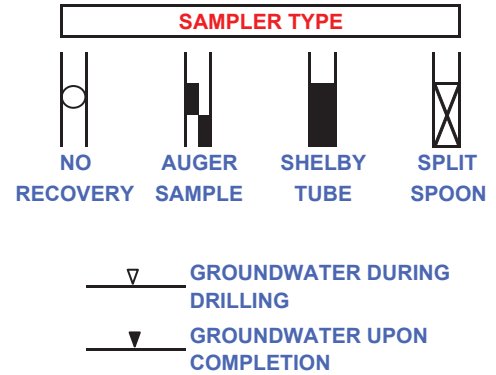 SAMPLER TYPE
NO
RECOVERY
AUGER
SAMPLE
SHELBY
TUBE
SPLIT
SPOON
GROUNDWATER DURING
DRILLING
GROUNDWATER UPON
COMPLETION